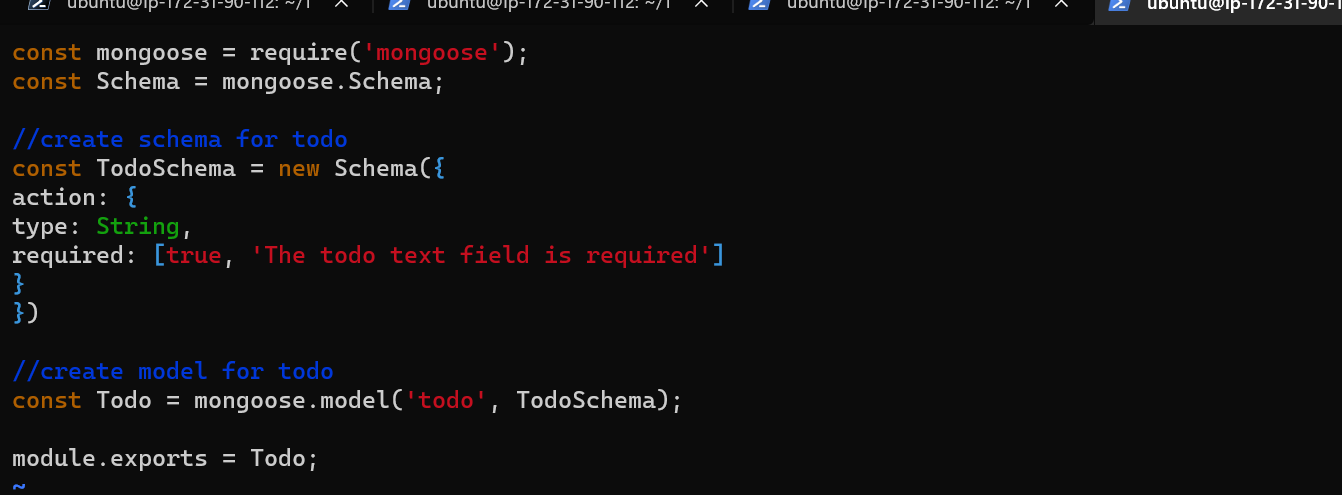 ubuntu@ip-172-31-90-112: ~/T ubuntu@ip-172-31-90-112: ~/T ubuntu@ip-172-31-90-112: ~/T ubuntu@ip-172-31-90-1
const mongoose = require('mongoose');
const Schema = mongoose.Schema;
//create schema for todo
const TodoSchema = new Schema({
action: {
type: String,
required: [true, 'The todo text field is required']
}
})
//create model for todo
const Todo = mongoose.model('todo', TodoSchema);
module.exports = Todo;
~